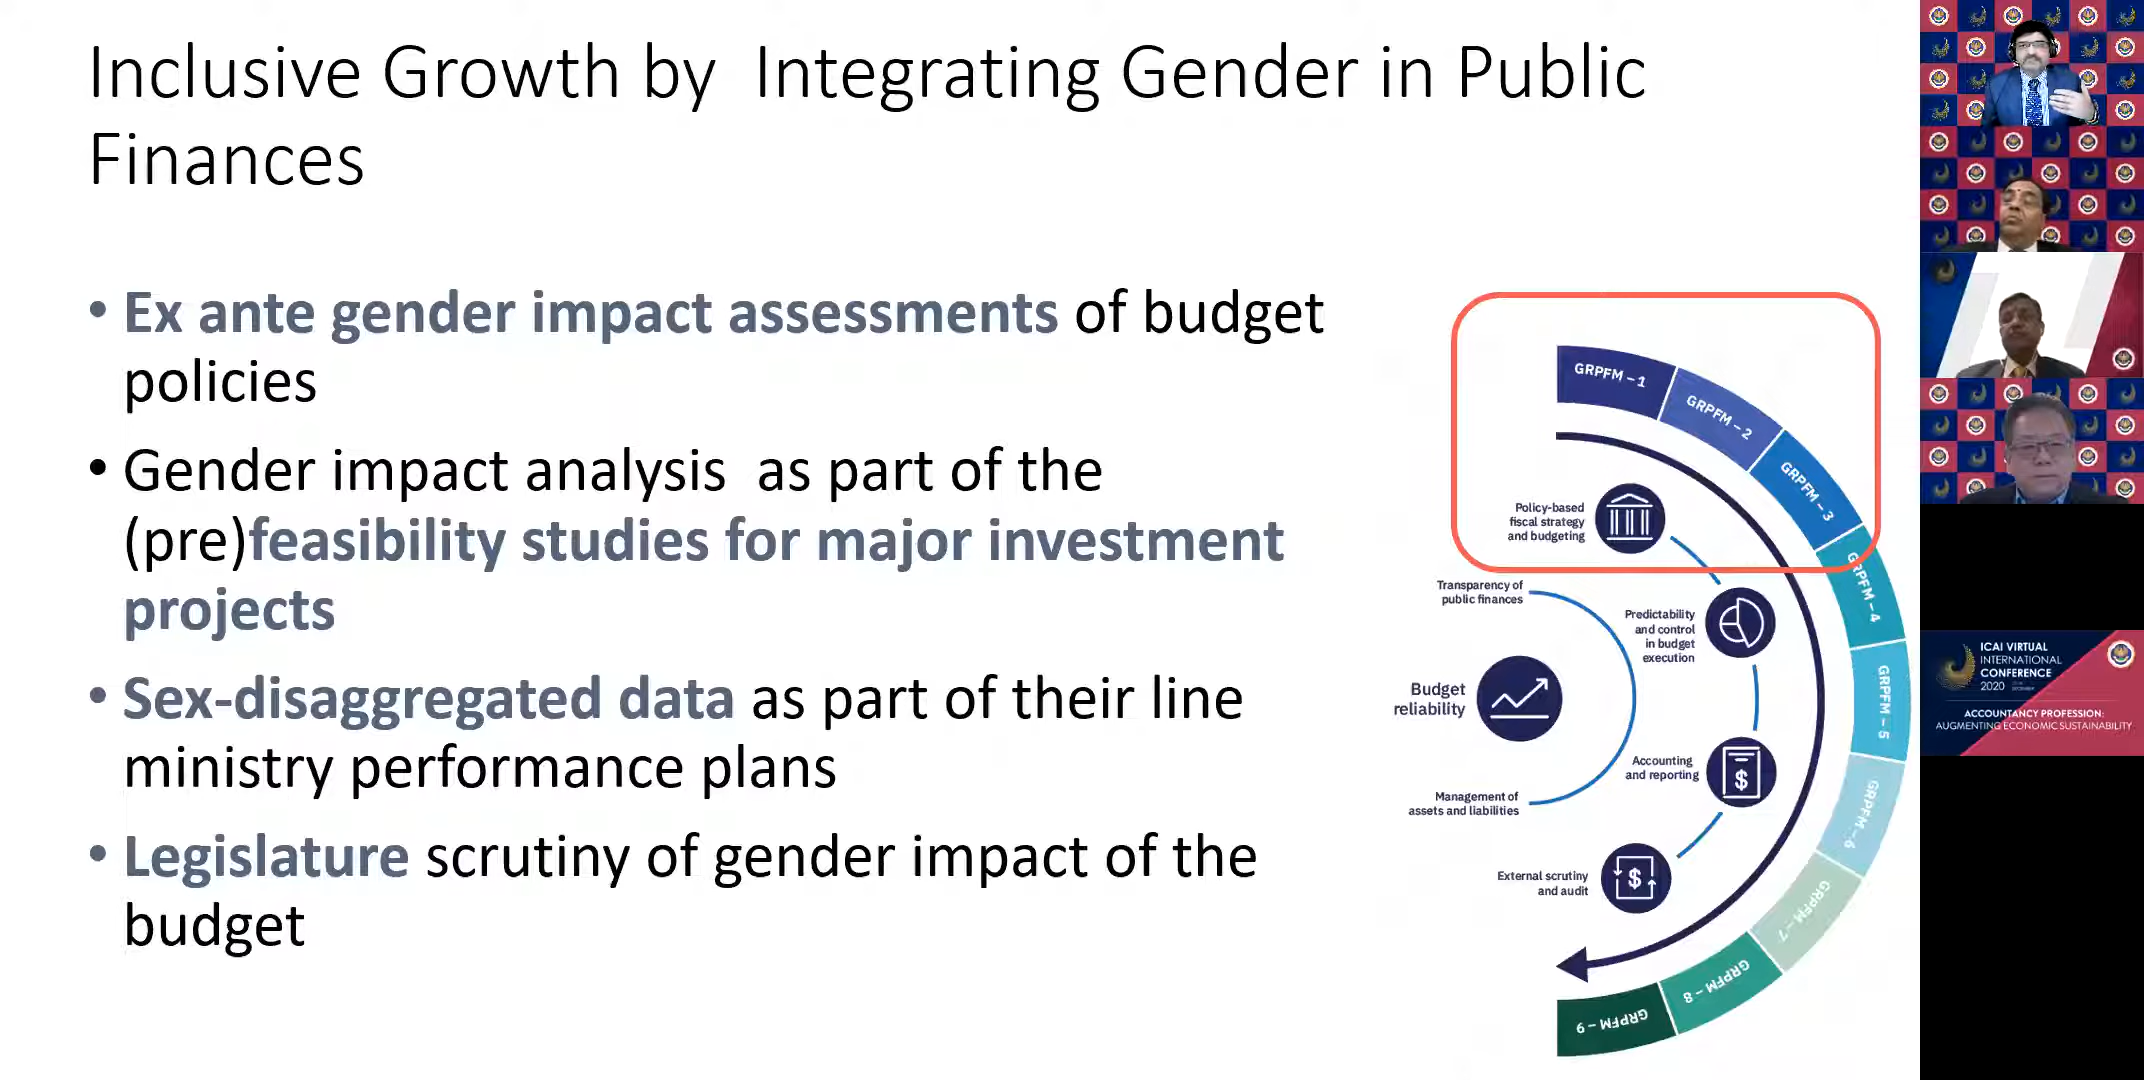 Inclusive Growth by  Integrating Gender in Public
Finances
• Ex ante gender impact assessments of budget
policies
• Gender impact analysis  as part of the
(pre)feasibility studies for major investment
projects
• Sex-disaggregated data as part of their line
ministry performance plans
• Legislature scrutiny of gender impact of the
budget
GRPFM – 1
GRPFM – 2
GRPFM – 3
GRPFM – 4
GRPFM – 5
GRPFM – 6
GRPFM – 7
GRPFM – 8
GRPFM – 9
Policy-based
fiscal strategy
and budgeting
Transparency of
public finances
Predictability
and control
in budget
execution
Budget
reliability
Accounting
and reporting
Management of
assets and liabilities
External scrutiny
and audit
ICAI VIRTUAL
INTERNATIONAL
CONFERENCE
2020
ACCOUNTANCY PROFESSION:
AUGMENTING ECONOMIC SUSTAINABILITY